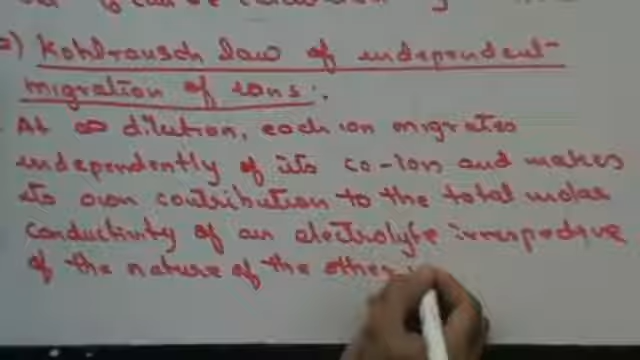 a) Kohlrausch law of independent-
migration of ions:.
At ∞ dilution, each ion migrates
independently of its co-ion and makes
its own contribution to the total molar
conductivity of an electrolyte irrespective
of the nature of the other